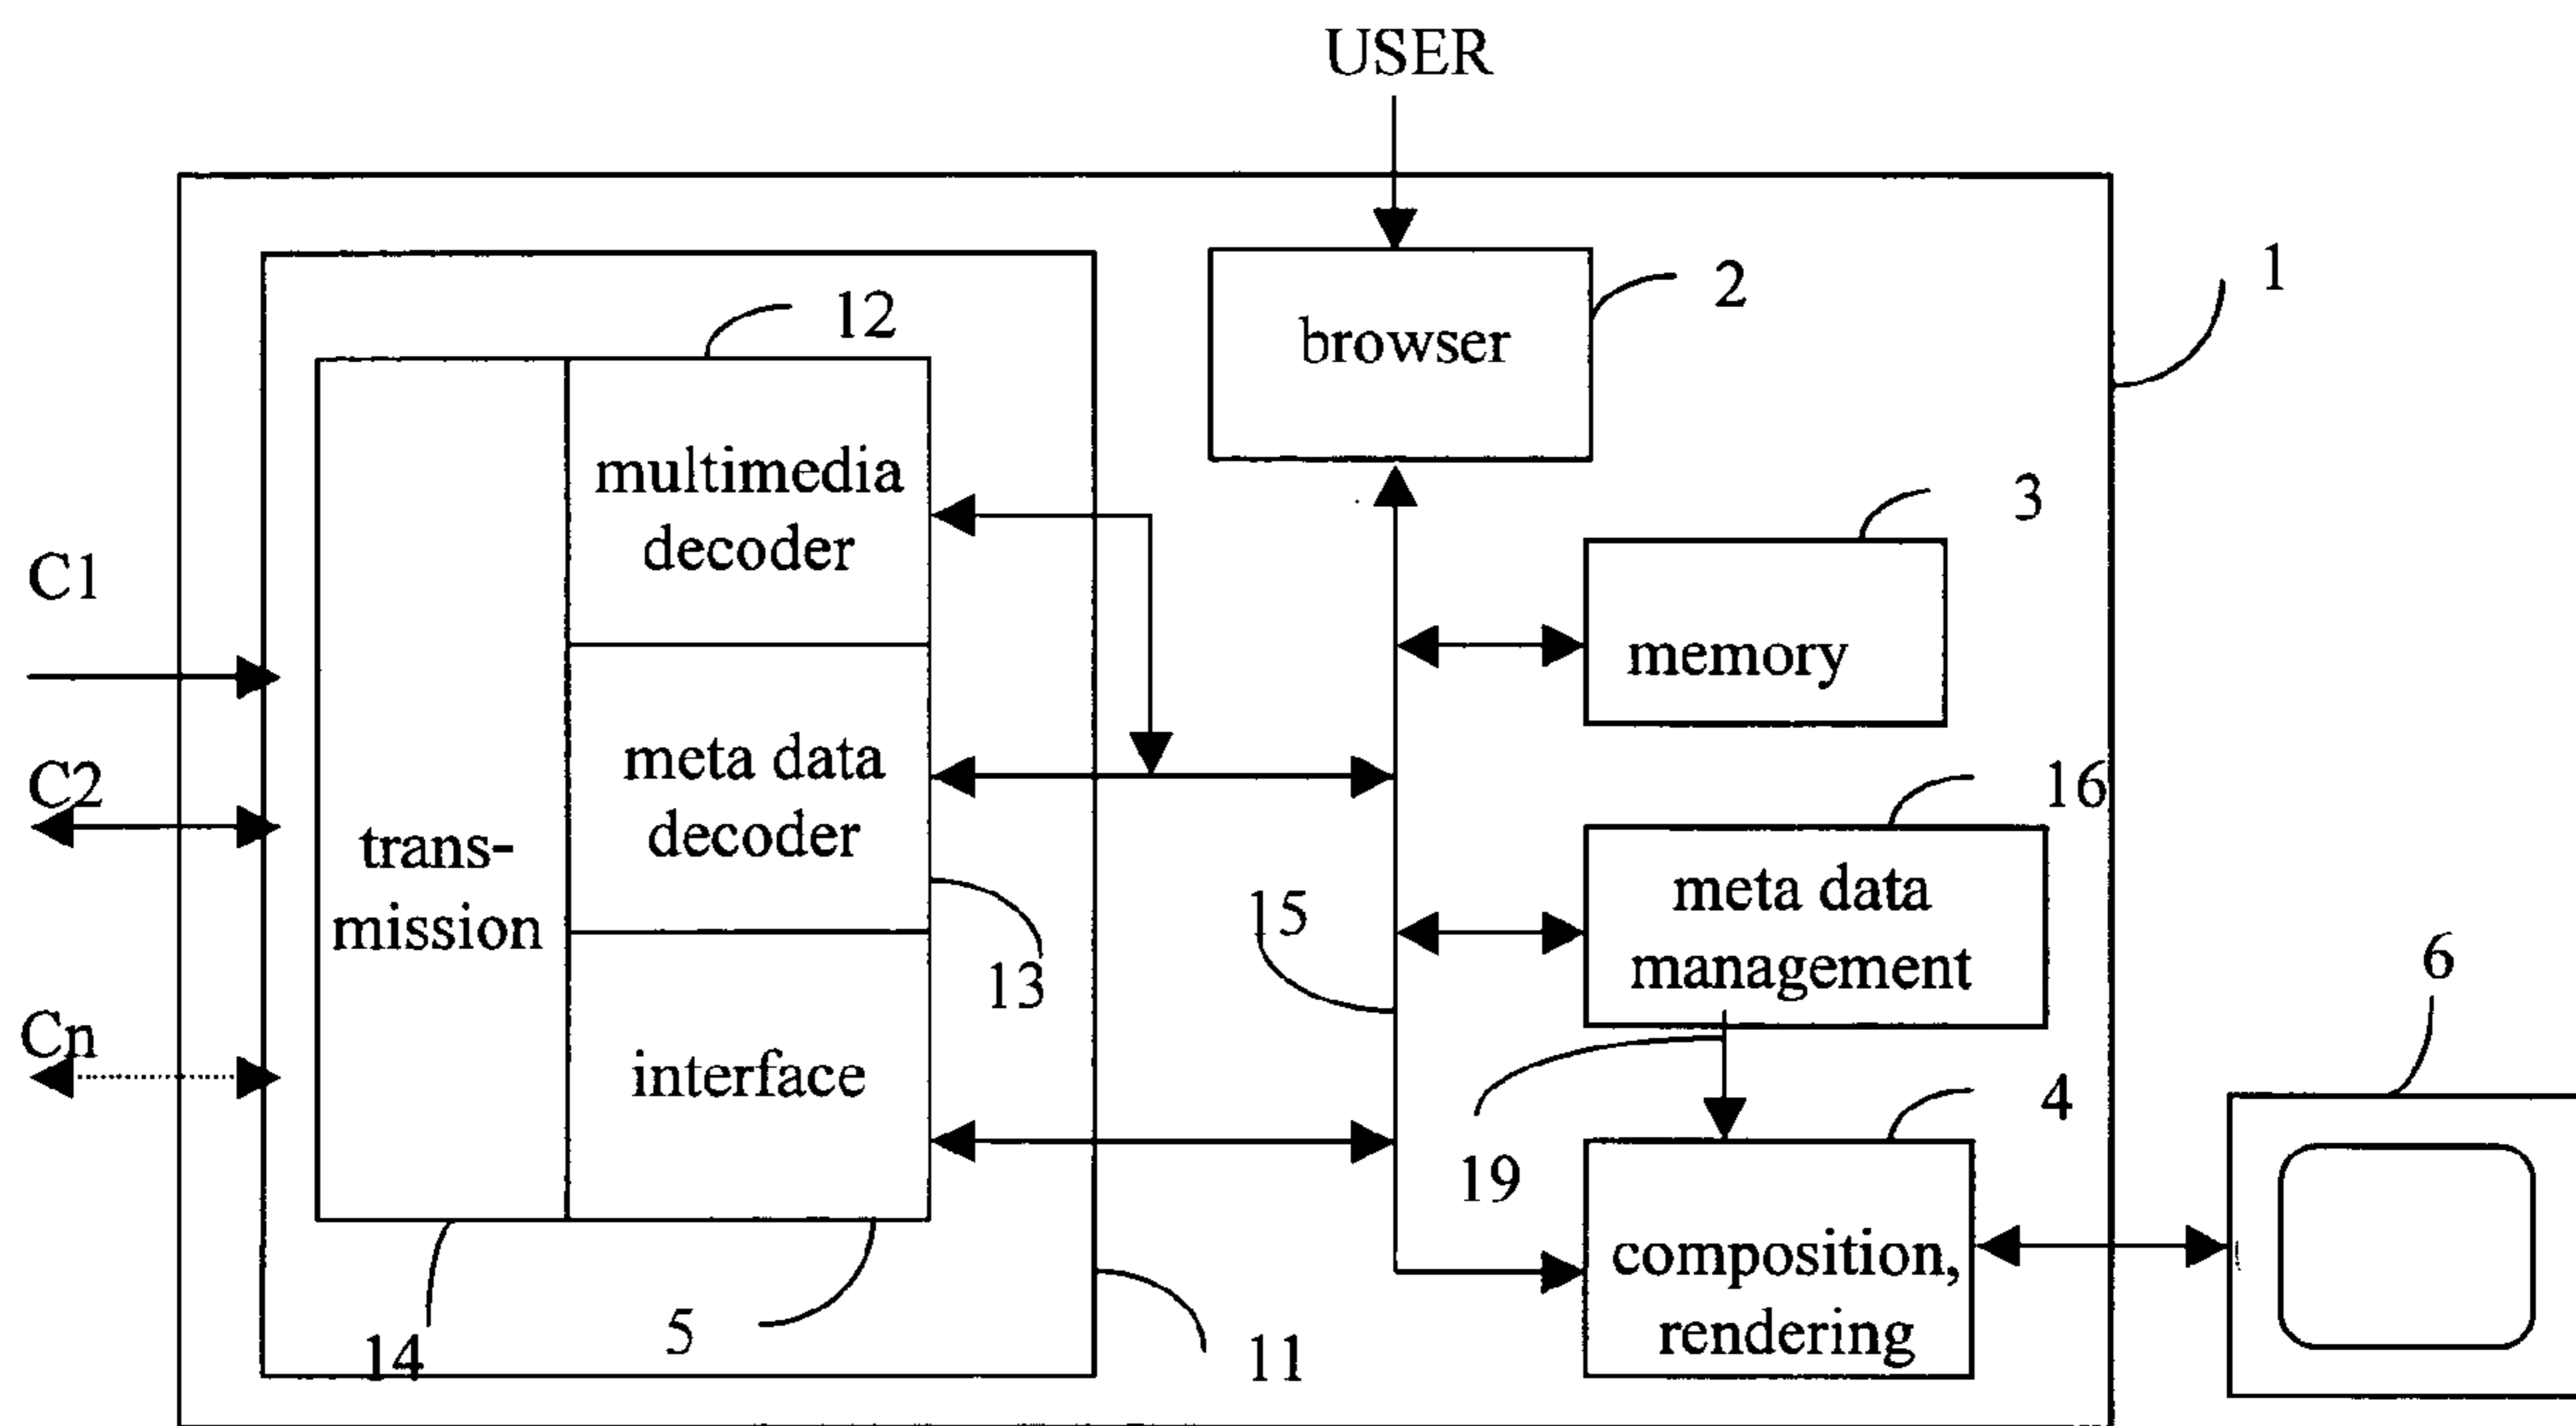 USER
1
2
browser
12
multimedia
decoder
3
memory
C1
meta data
decoder
C2
16
trans-
mission
meta data
management
15
13
6
Cn
interface
4
19
composition,
rendering
5
14
11